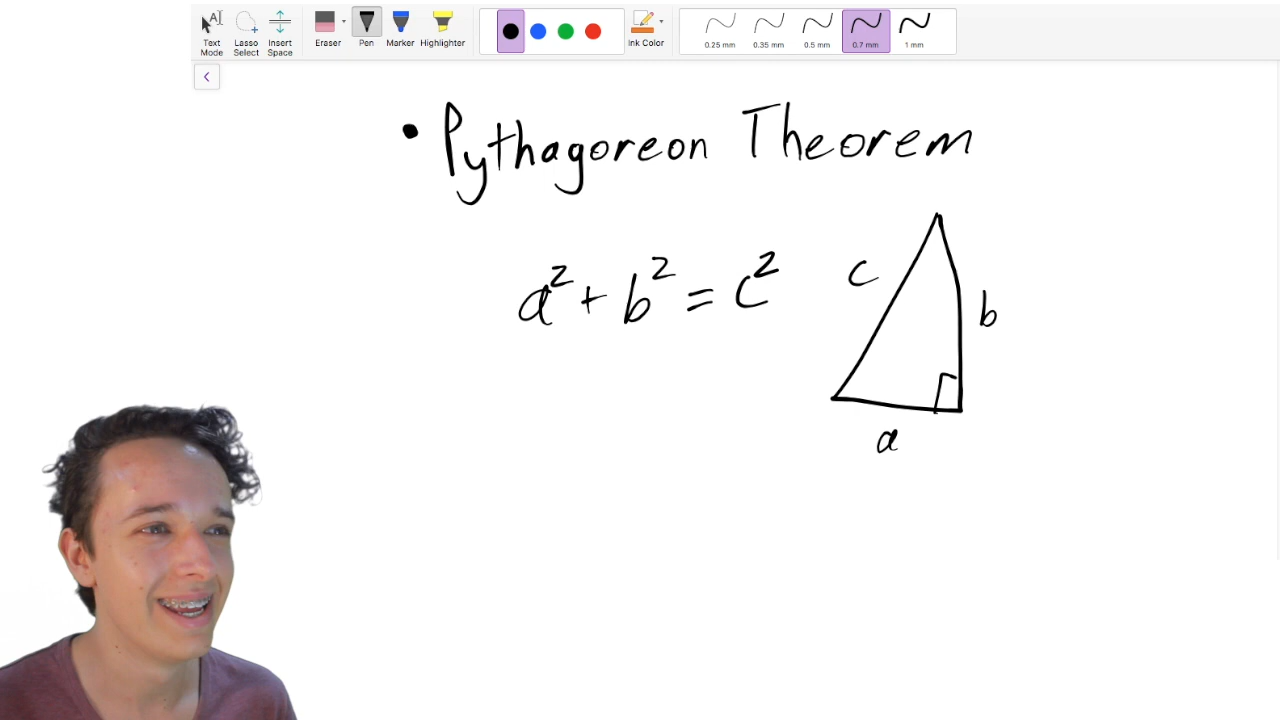 Text Mode
Lasso Select
Insert Space
Eraser
Pen
Marker
Highlighter
Ink Color
0.25 mm
0.35 mm
0.5 mm
0.7 mm
1 mm
• Pythagoreon Theorem
a² + b² = c²
c
b
a